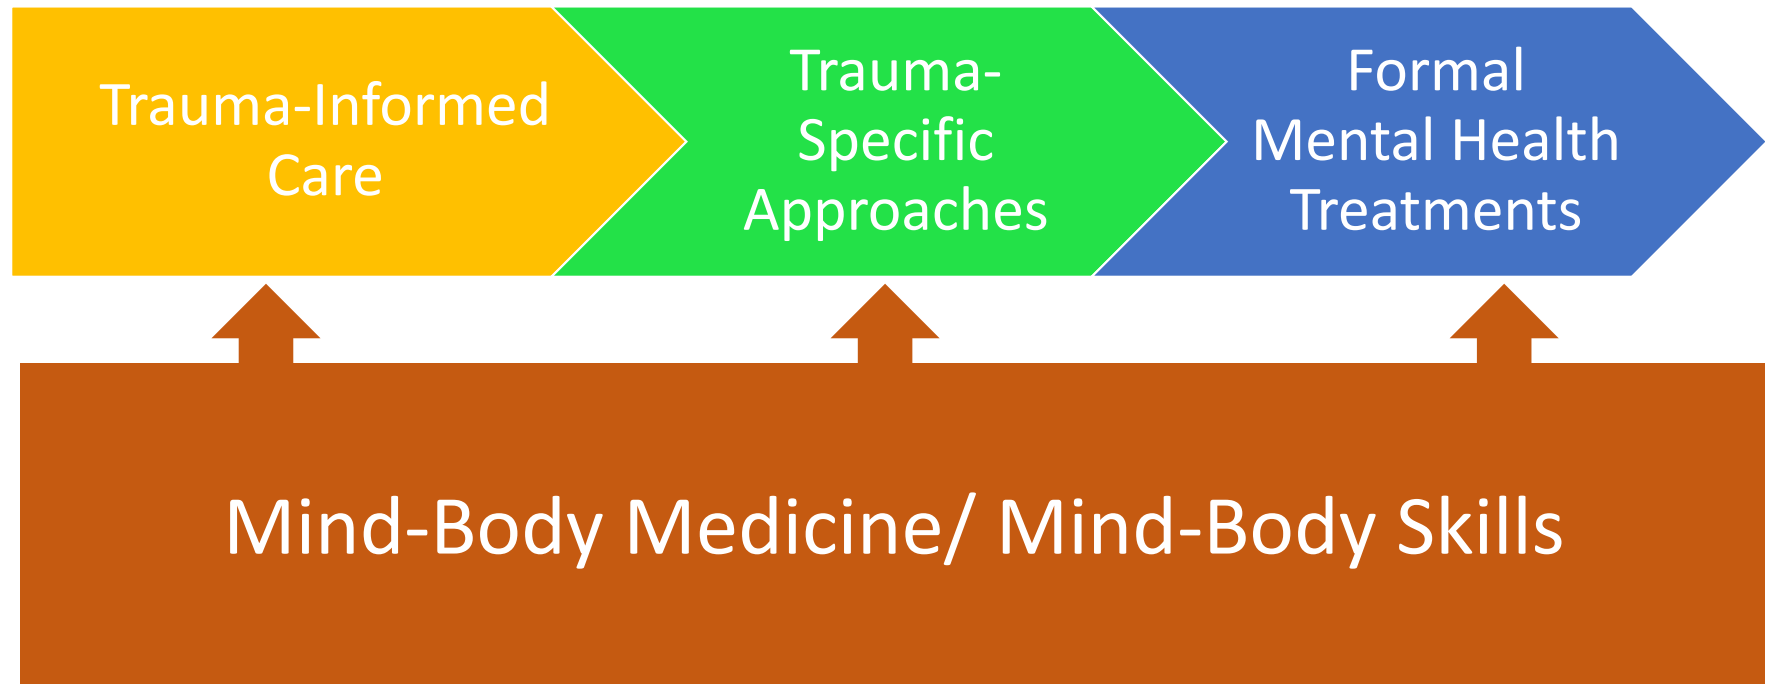 Trauma-Informed
Care
Trauma-
Specific
Approaches
Formal
Mental Health
Treatments
Mind-Body Medicine/ Mind-Body Skills